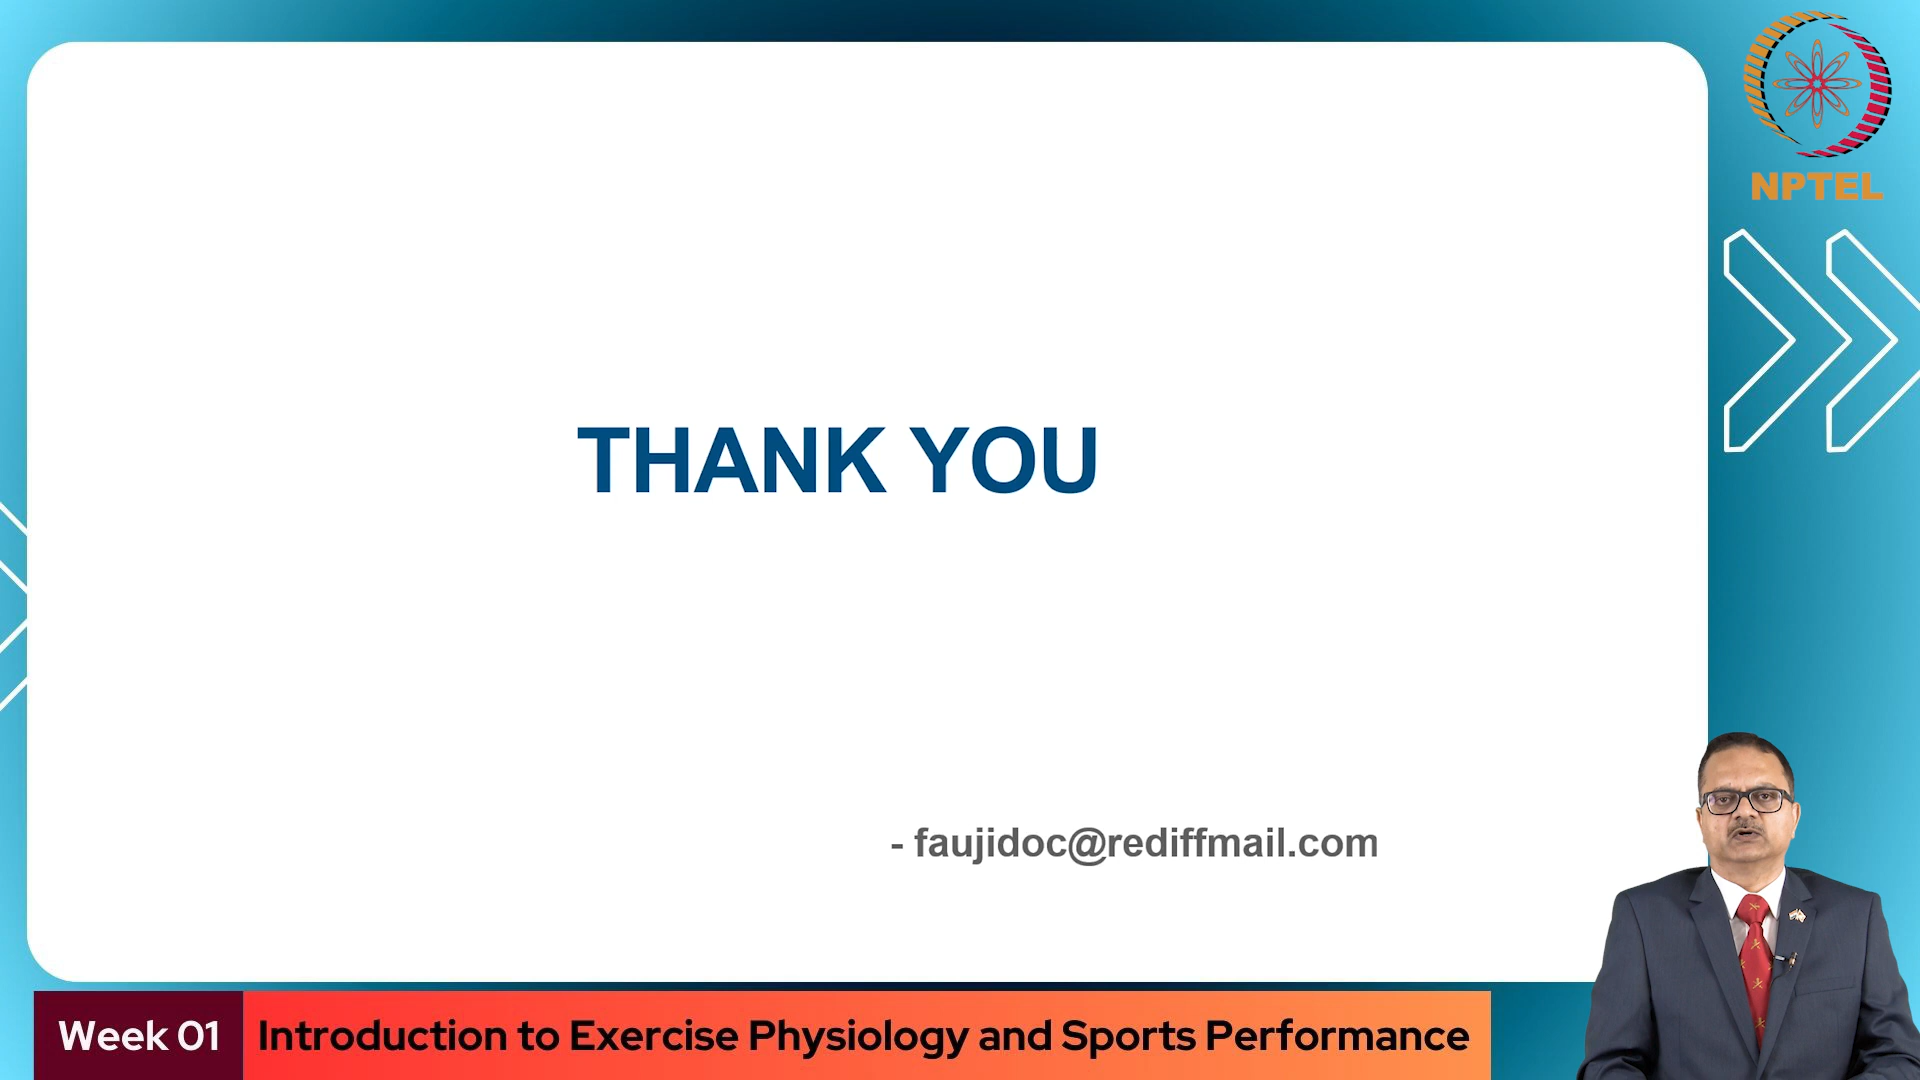 NPTEL
THANK YOU
- faujidoc@rediffmail.com
Week 01 Introduction to Exercise Physiology and Sports Performance